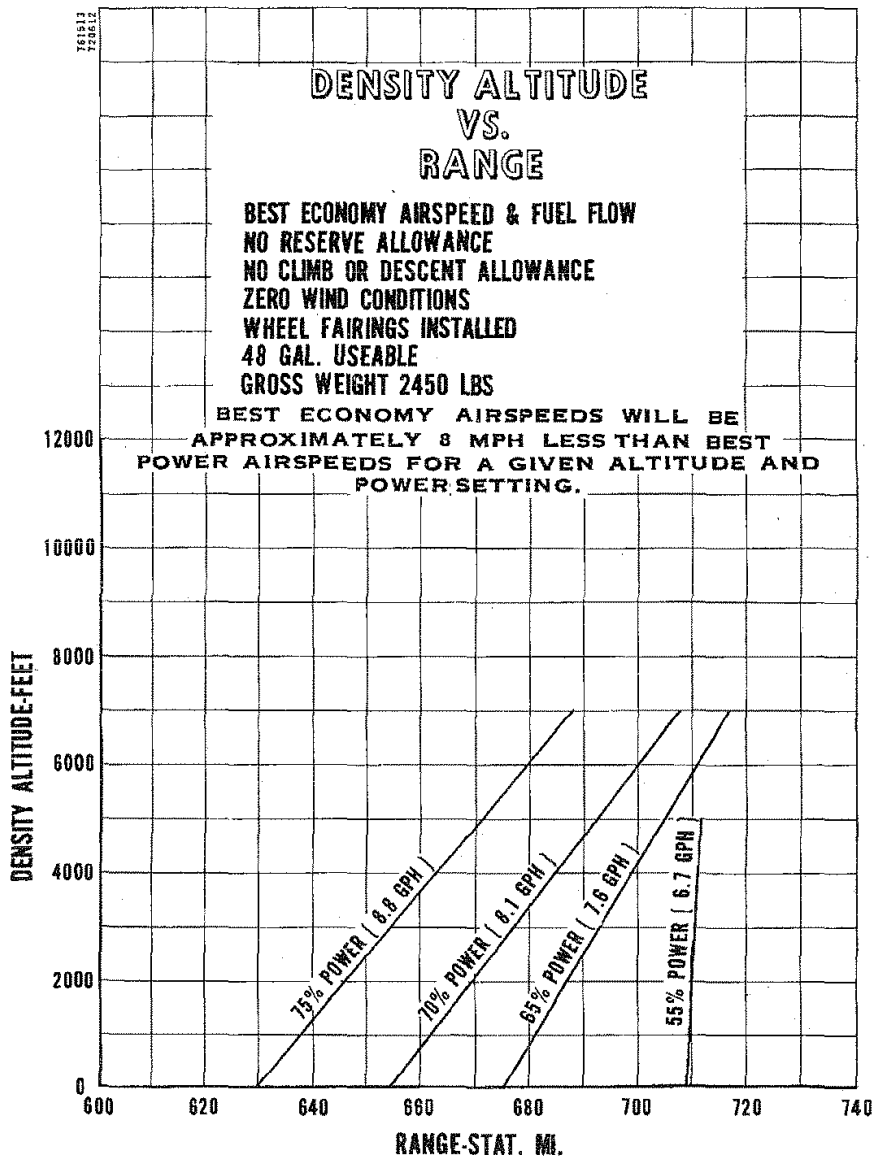 761513
720612
DENSITY ALTITUDE
VS.
RANGE
BEST ECONOMY AIRSPEED & FUEL FLOW
NO RESERVE ALLOWANCE
NO CLIMB OR DESCENT ALLOWANCE
ZERO WIND CONDITIONS
WHEEL FAIRINGS INSTALLED
48 GAL. USEABLE
GROSS WEIGHT 2450 LBS
BEST ECONOMY AIRSPEEDS WILL BE
APPROXIMATELY 8 MPH LESS THAN BEST
POWER AIRSPEEDS FOR A GIVEN ALTITUDE AND
POWER SETTING.
12000
10000
8000
6000
4000
2000
0
DENSITY ALTITUDE-FEET
75% POWER [ 8.8 GPH ]
70% POWER [ 8.1 GPH ]
65% POWER [ 7.6 GPH ]
55% POWER [ 6.7 GPH ]
600 620 640 660 680 700 720 740
RANGE-STAT. MI.